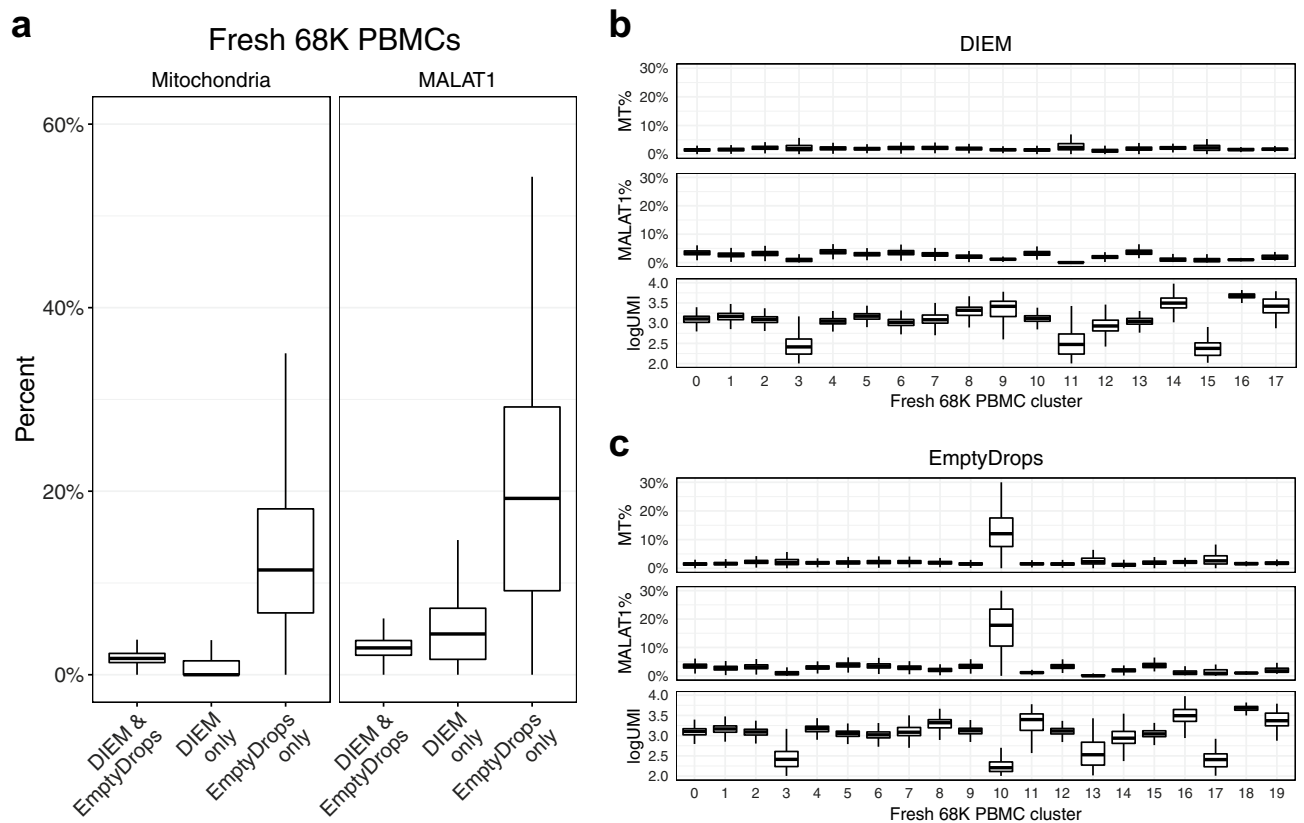 a
Fresh 68K PBMCs
Mitochondria
MALAT1
Percent
60%
40%
20%
0%
DIEM &
EmptyDrops
DIEM
only
EmptyDrops
only
DIEM &
EmptyDrops
DIEM
only
EmptyDrops
only
b
DIEM
MT%
30%
20%
10%
0%
MALAT1%
30%
20%
10%
0%
logUMI
4.0
3.5
3.0
2.5
2.0
0 1 2 3 4 5 6 7 8 9 10 11 12 13 14 15 16 17
Fresh 68K PBMC cluster
c
EmptyDrops
MT%
30%
20%
10%
0%
MALAT1%
30%
20%
10%
0%
logUMI
4.0
3.5
3.0
2.5
2.0
0 1 2 3 4 5 6 7 8 9 10 11 12 13 14 15 16 17 18 19
Fresh 68K PBMC cluster